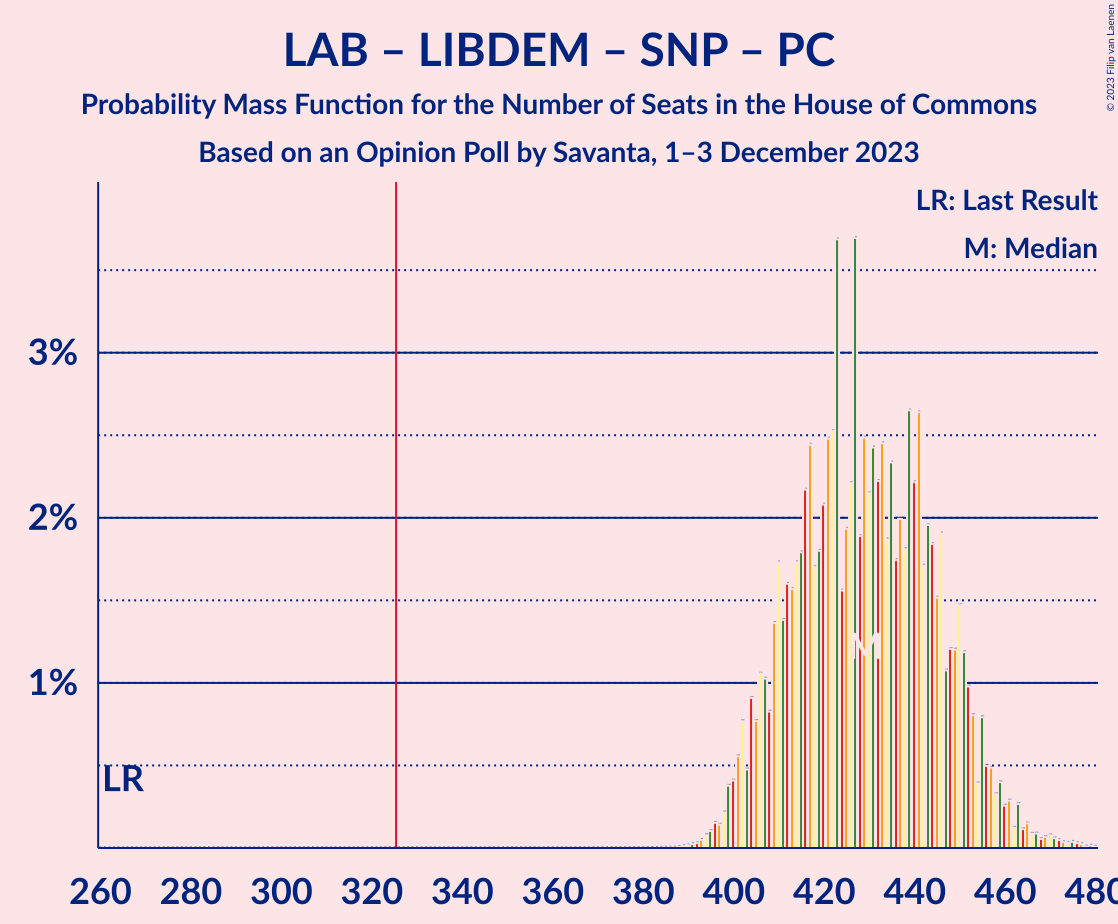 LAB – LIBDEM – SNP – PC
Probability Mass Function for the Number of Seats in the House of Commons
Based on an Opinion Poll by Savanta, 1–3 December 2023
© 2023 Filip van Laenen
LR: Last Result
M: Median
3%
2%
1%
M
LR
260 280 300 320 340 360 380 400 420 440 460 480